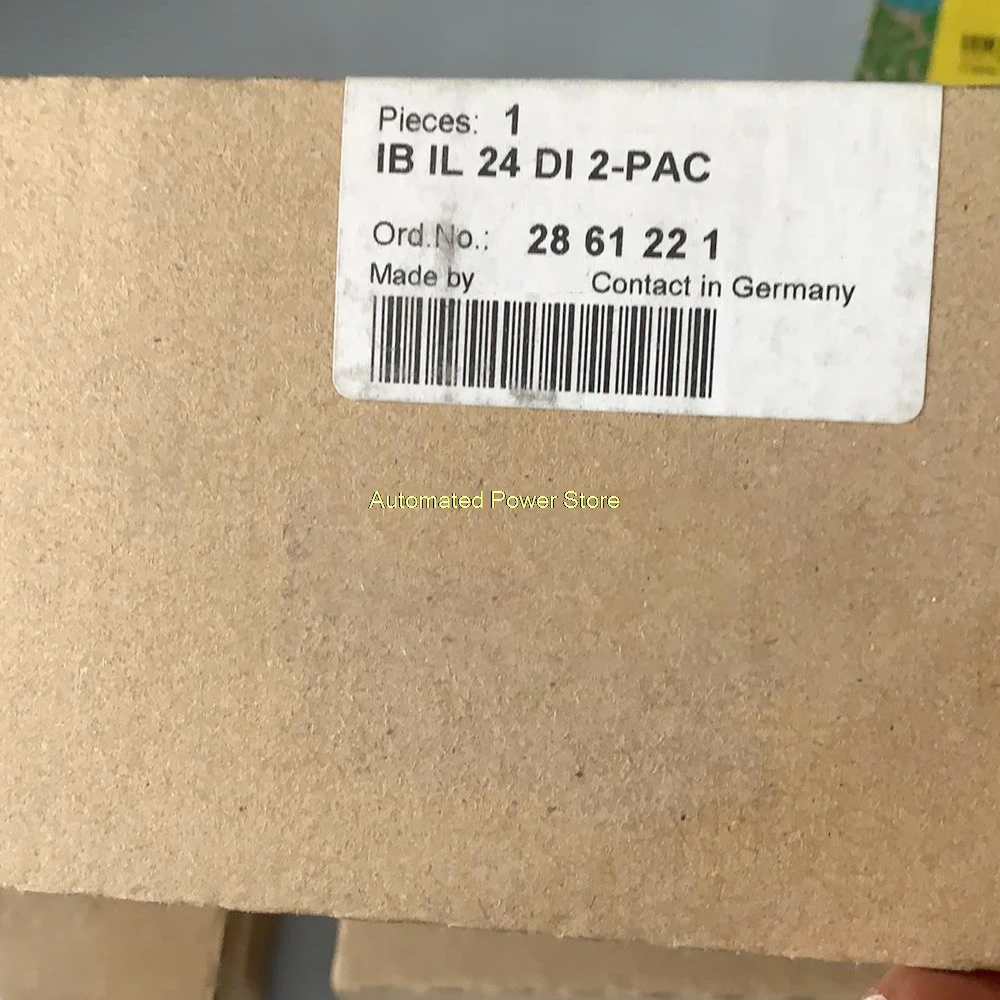 Pieces: 1
IB IL 24 DI 2-PAC
Ord.No.: 28 61 22 1
Made by Contact in Germany
Automated Power Store